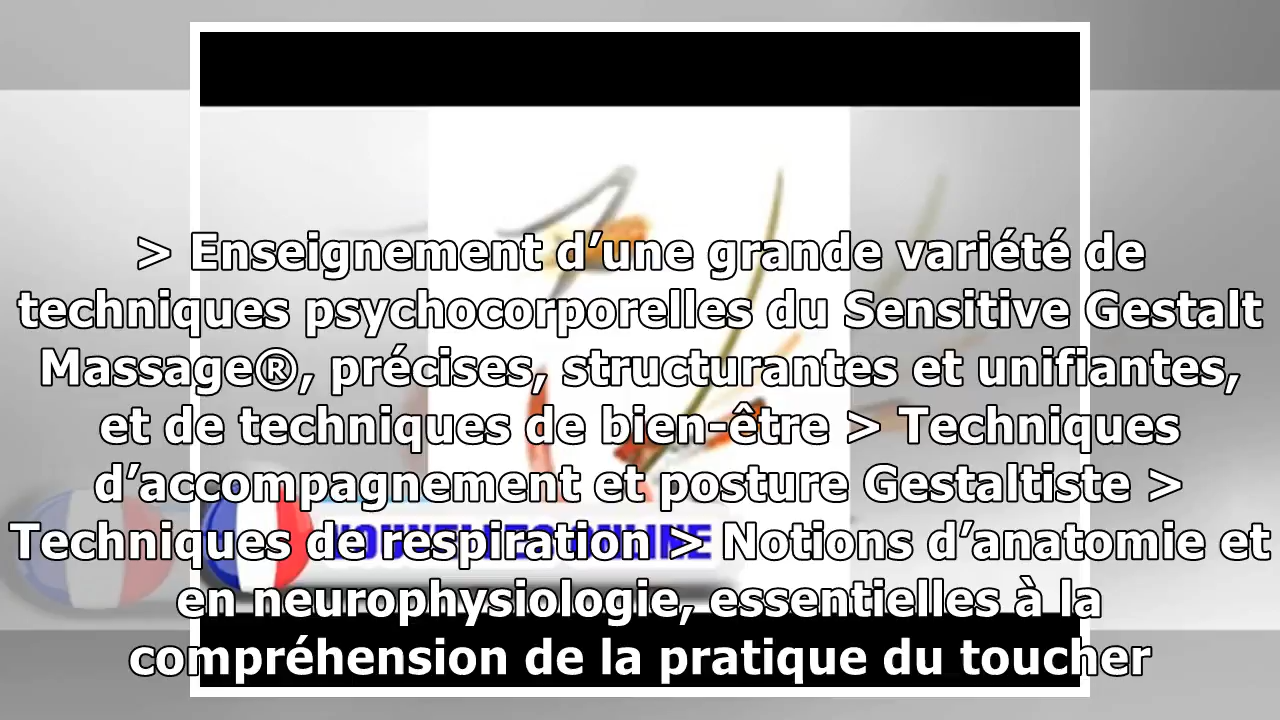 > Enseignement d’une grande variété de
techniques psychocorporelles du Sensitive Gestalt
Massage®, précises, structurantes et unifiantes,
et de techniques de bien-être > Techniques
d’accompagnement et posture Gestaltiste >
Techniques de respiration > Notions d’anatomie et
en neurophysiologie, essentielles à la
compréhension de la pratique du toucher